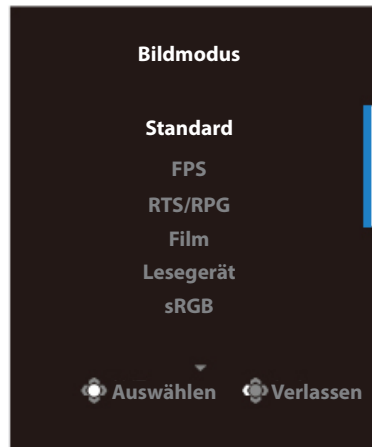 Bildmodus
Standard
FPS
RTS/RPG
Film
Lesegerät
sRGB
Auswählen Verlassen